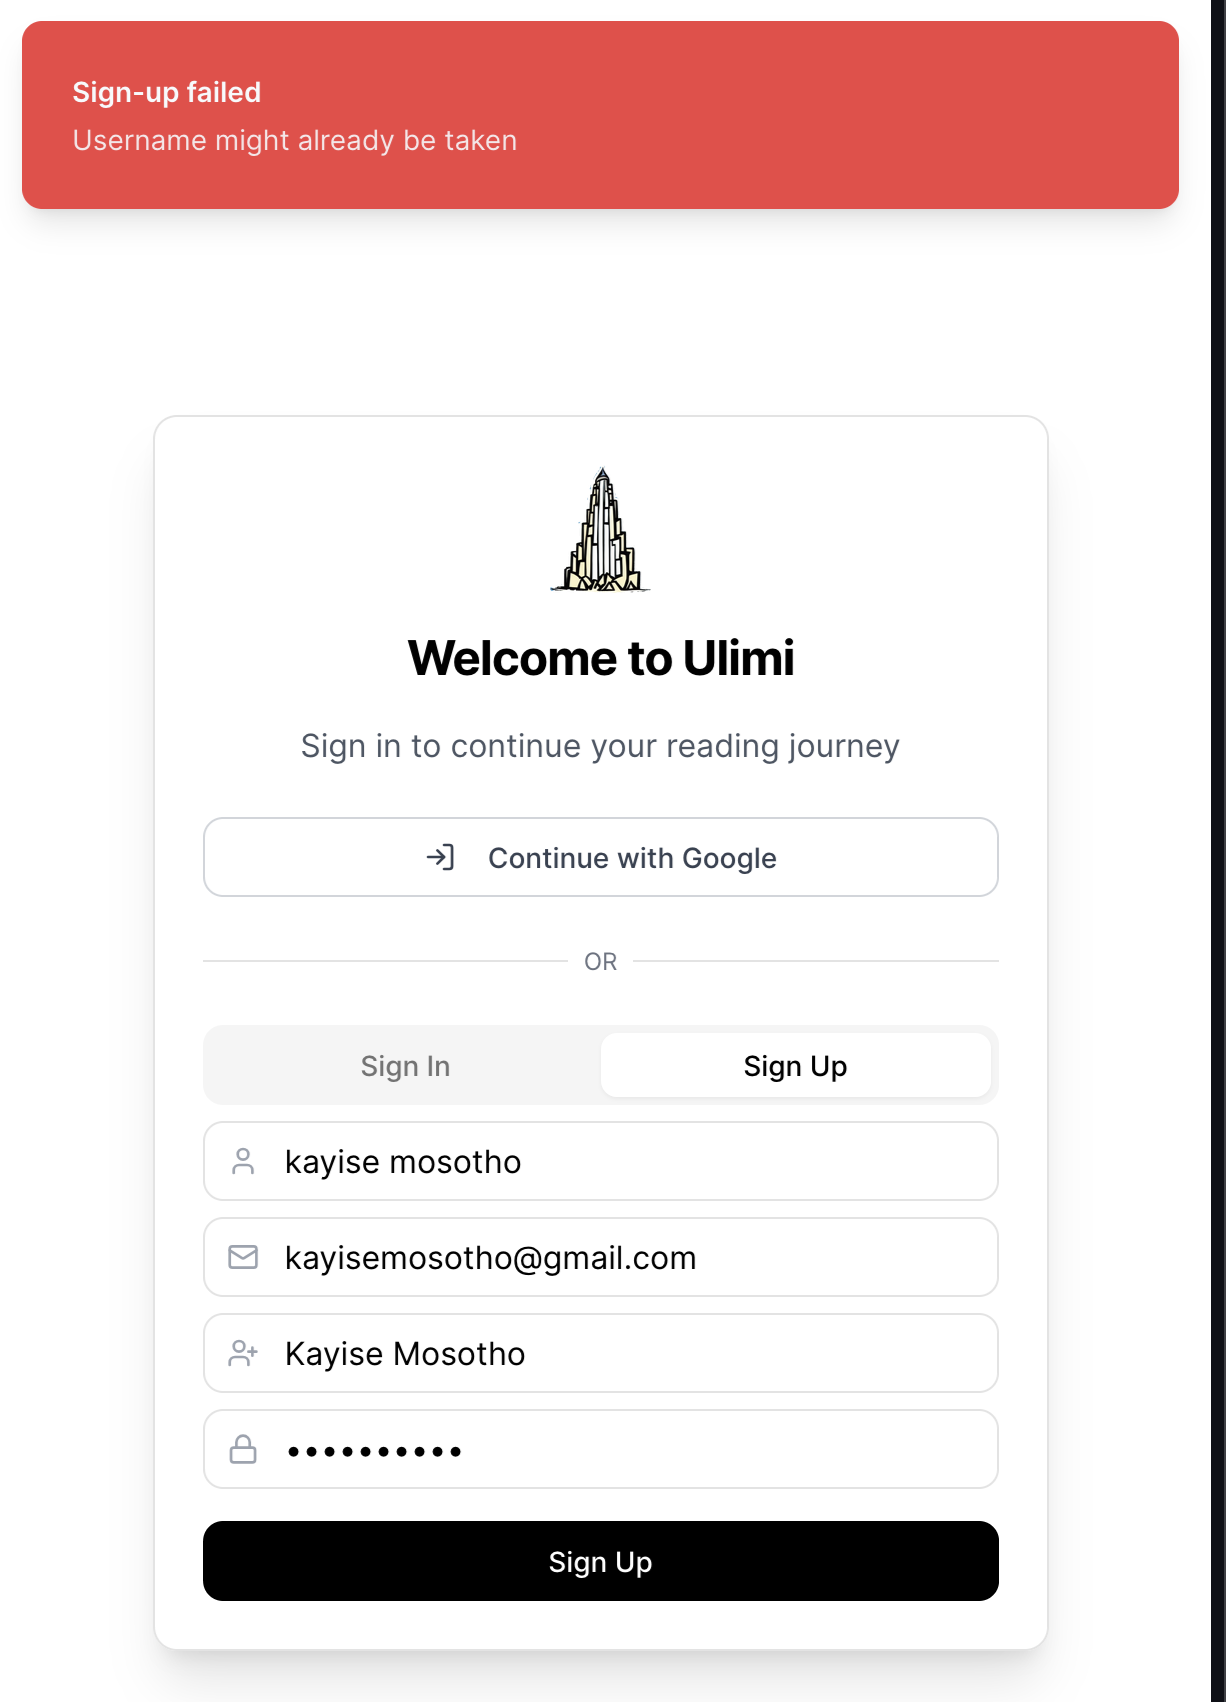 Sign-up failed
Username might already be taken
Welcome to Ulimi
Sign in to continue your reading journey
Continue with Google
OR
Sign In
Sign Up
kayise mosotho
kayisemosotho@gmail.com
Kayise Mosotho
••••••••••
Sign Up